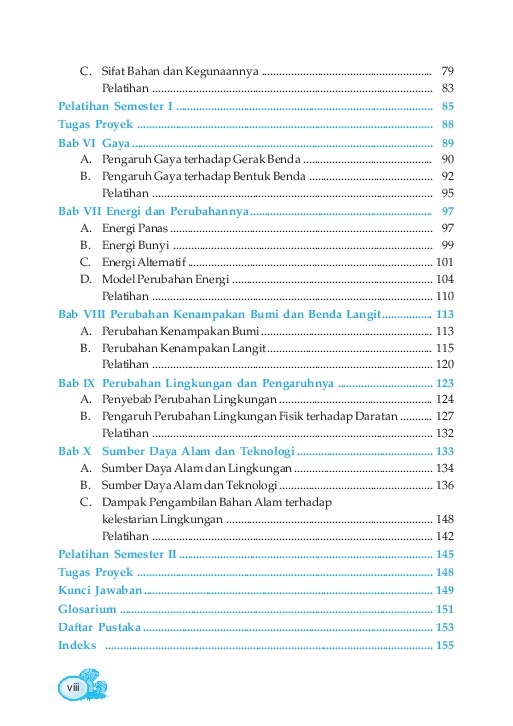 C. Sifat Bahan dan Kegunaannya ............................................................ 79
Pelatihan ............................................................ 83
Pelatihan Semester I ............................................................ 85
Tugas Proyek ............................................................ 88
Bab VI Gaya ............................................................ 89
A. Pengaruh Gaya terhadap Gerak Benda ............................................ 90
B. Pengaruh Gaya terhadap Bentuk Benda ............................................ 92
Pelatihan ............................................................ 95
Bab VII Energi dan Perubahannya ............................................................ 97
A. Energi Panas ............................................................ 97
B. Energi Bunyi ............................................................ 99
C. Energi Alternatif ............................................................ 101
D. Model Perubahan Energi ............................................................ 104
Pelatihan ............................................................ 110
Bab VIII Perubahan Kenampakan Bumi dan Benda Langit ................. 113
A. Perubahan Kenampakan Bumi ............................................................ 113
B. Perubahan Kenampakan Langit ............................................................ 115
Pelatihan ............................................................ 120
Bab IX Perubahan Lingkungan dan Pengaruhnya ................................ 123
A. Penyebab Perubahan Lingkungan .................................................... 124
B. Pengaruh Perubahan Lingkungan Fisik terhadap Daratan ........... 127
Pelatihan ............................................................ 132
Bab X Sumber Daya Alam dan Teknologi ............................................. 133
A. Sumber Daya Alam dan Lingkungan ............................................... 134
B. Sumber Daya Alam dan Teknologi .................................................... 136
C. Dampak Pengambilan Bahan Alam terhadap
kelestarian Lingkungan ............................................................ 148
Pelatihan ............................................................ 142
Pelatihan Semester II ............................................................ 145
Tugas Proyek ............................................................ 148
Kunci Jawaban ............................................................ 149
Glosarium ............................................................ 151
Daftar Pustaka ............................................................ 153
Indeks ............................................................ 155
viii